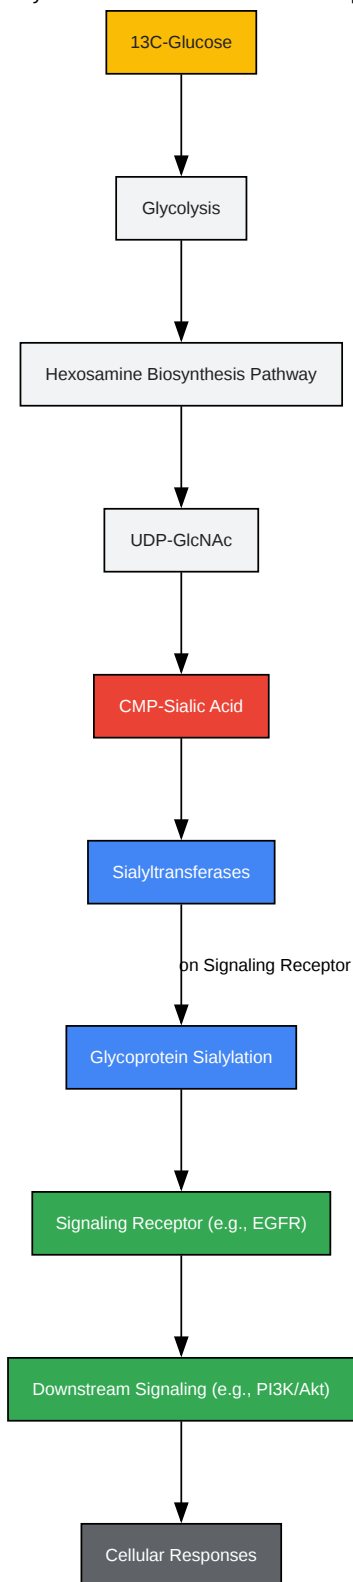 13C-Glucose
Glycolysis
Hexosamine Biosynthesis Pathway
UDP-GlcNAc
CMP-Sialic Acid
Sialyltransferases
on Signaling Receptor
Glycoprotein Sialylation
Signaling Receptor (e.g., EGFR)
Downstream Signaling (e.g., PI3K/Akt)
Cellular Responses